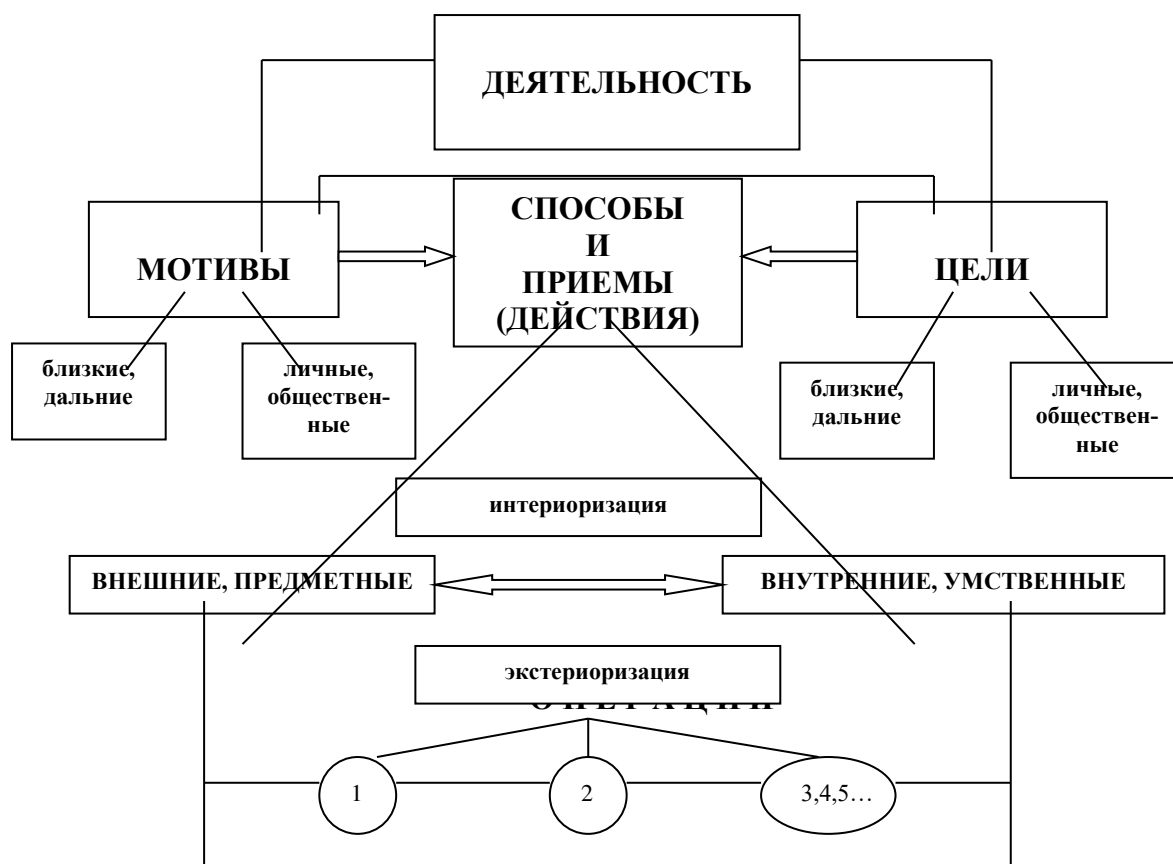 ДЕЯТЕЛЬНОСТЬ
СПОСОБЫ
И
ПРИЕМЫ
(ДЕЙСТВИЯ)
МОТИВЫ
ЦЕЛИ
близкие,
дальние
личные,
обществен-
ные
близкие,
дальние
личные,
обществен-
ные
интериоризация
ВНЕШНИЕ, ПРЕДМЕТНЫЕ
ВНУТРЕННИЕ, УМСТВЕННЫЕ
экстериоризация
1
2
3,4,5…